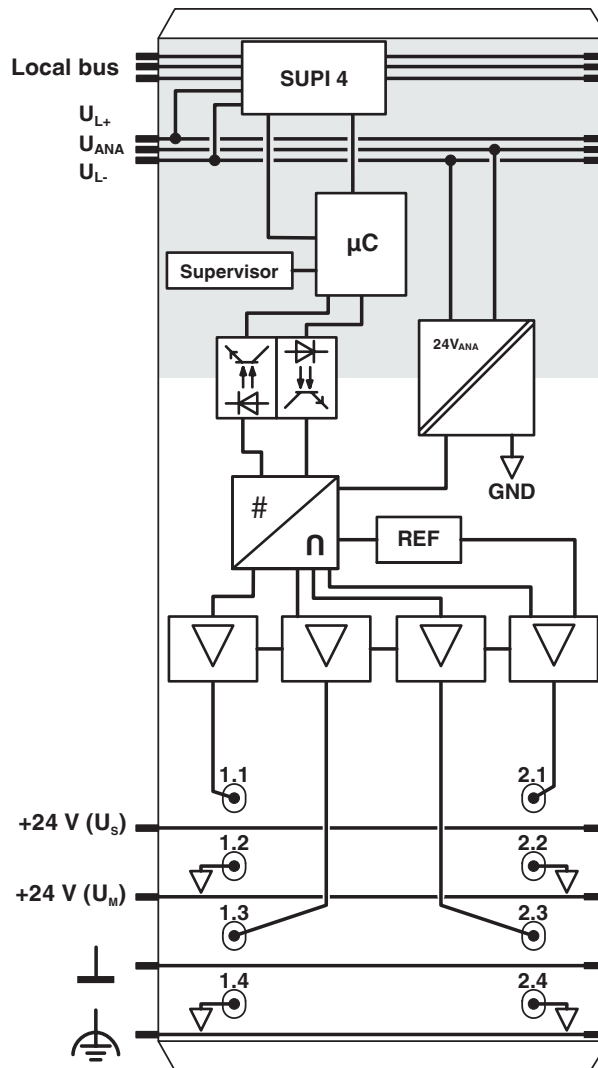 Local bus
SUPI 4
UL+
UANA
UL-
µC
Supervisor
24VANA
GND
#
∩
REF
1.1
2.1
+24 V (US)
1.2
2.2
+24 V (UM)
1.3
2.3
1.4
2.4